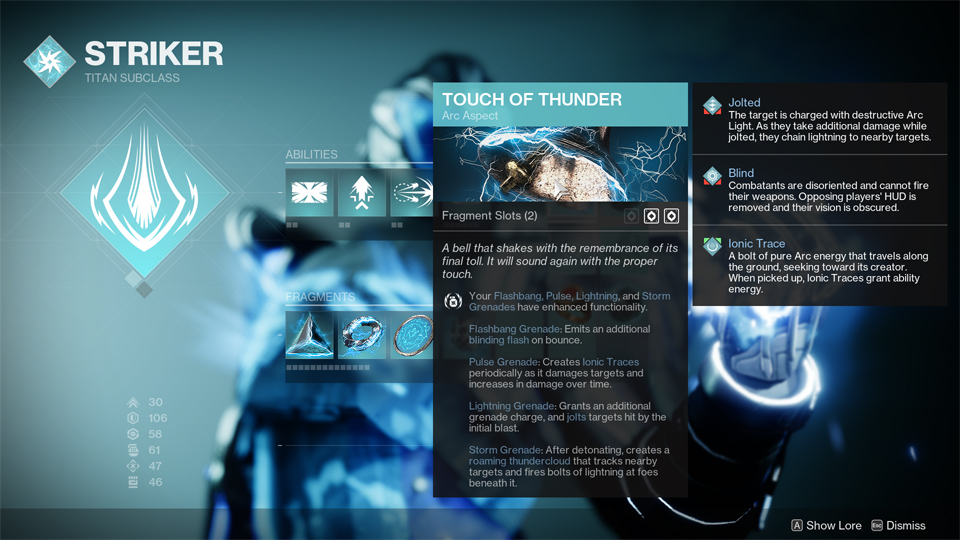 STRIKER
TITAN SUBCLASS
ABILITIES
FRAGMENTS
30
106
58
61
47
46
TOUCH OF THUNDER
Arc Aspect
Fragment Slots (2)
A bell that shakes with the remembrance of its
final toll. It will sound again with the proper
touch.
Your Flashbang, Pulse, Lightning, and Storm
Grenades have enhanced functionality.
Flashbang Grenade: Emits an additional
blinding flash on bounce.
Pulse Grenade: Creates Ionic Traces
periodically as it damages targets and
increases in damage over time.
Lightning Grenade: Grants an additional
grenade charge, and jolts targets hit by the
initial blast.
Storm Grenade: After detonating, creates a
roaming thundercloud that tracks nearby
targets and fires bolts of lightning at foes
beneath it.
Jolted
The target is charged with destructive Arc
Light. As they take additional damage while
jolted, they chain lightning to nearby targets.
Blind
Combatants are disoriented and cannot fire
their weapons. Opposing players' HUD is
removed and their vision is obscured.
Ionic Trace
A bolt of pure Arc energy that travels along
the ground, seeking toward its creator.
When picked up, Ionic Traces grant ability
energy.
A Show Lore Esc Dismiss